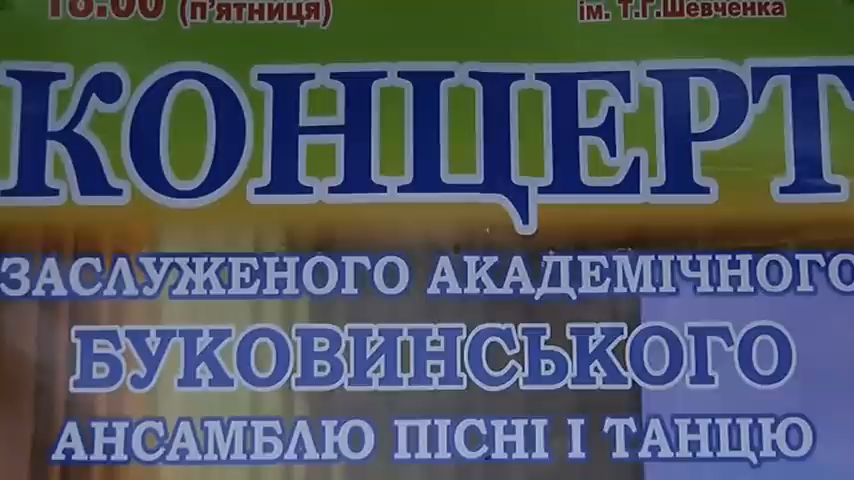 18.00 (п'ятниця) ім. Т.Г.Шевченка
КОНЦЕРТ
ЗАСЛУЖЕНОГО АКАДЕМІЧНОГО
БУКОВИНСЬКОГО
АНСАМБЛЮ ПІСНІ І ТАНЦЮ